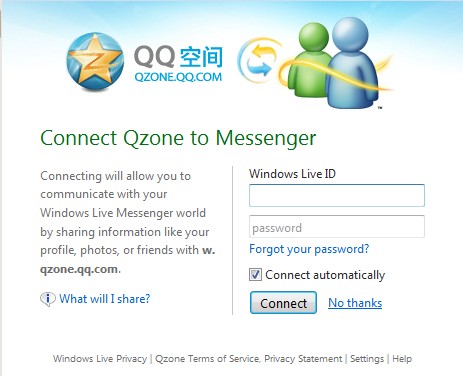 QQ空间
QZONE.QQ.COM
Connect Qzone to Messenger
Connecting will allow you to
communicate with your
Windows Live Messenger world
by sharing information like your
profile, photos, or friends with w.
qzone.qq.com.
What will I share?
Windows Live ID
password
Forgot your password?
Connect automatically
Connect No thanks
Windows Live Privacy | Qzone Terms of Service, Privacy Statement | Settings | Help